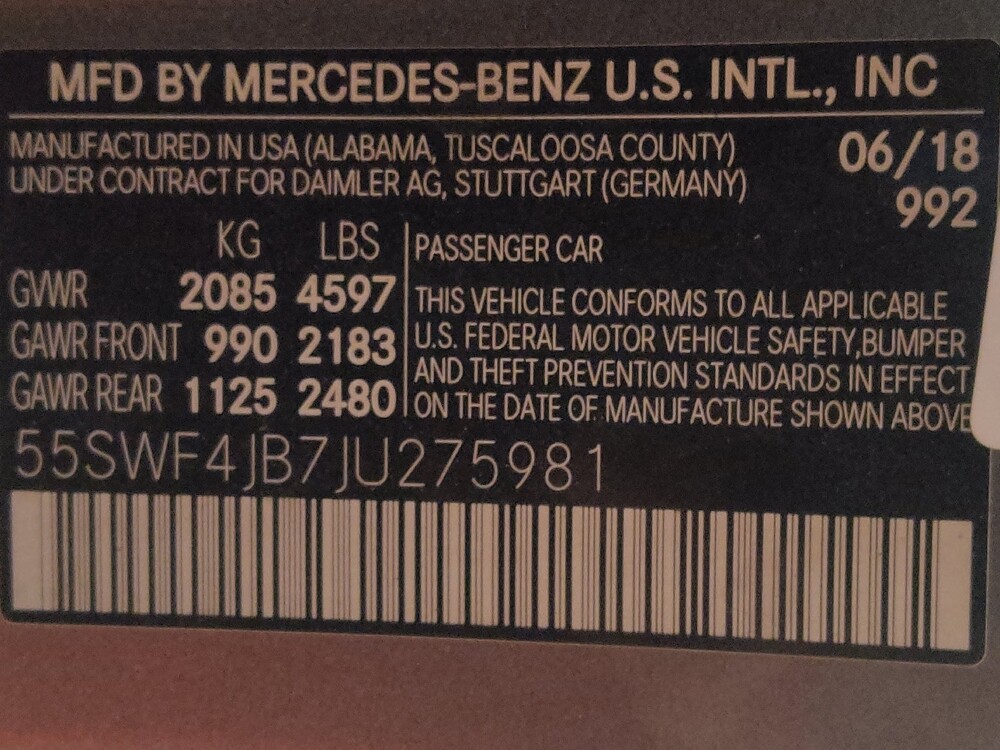 MFD BY MERCEDES-BENZ U.S. INTL., INC
MANUFACTURED IN USA (ALABAMA, TUSCALOOSA COUNTY) 06/18
UNDER CONTRACT FOR DAIMLER AG, STUTTGART (GERMANY) 992
KG LBS
GVWR 2085 4597
GAWR FRONT 990 2183
GAWR REAR 1125 2480
PASSENGER CAR
THIS VEHICLE CONFORMS TO ALL APPLICABLE
U.S. FEDERAL MOTOR VEHICLE SAFETY,BUMPER
AND THEFT PREVENTION STANDARDS IN EFFECT
ON THE DATE OF MANUFACTURE SHOWN ABOVE
55SWF4JB7JU275981